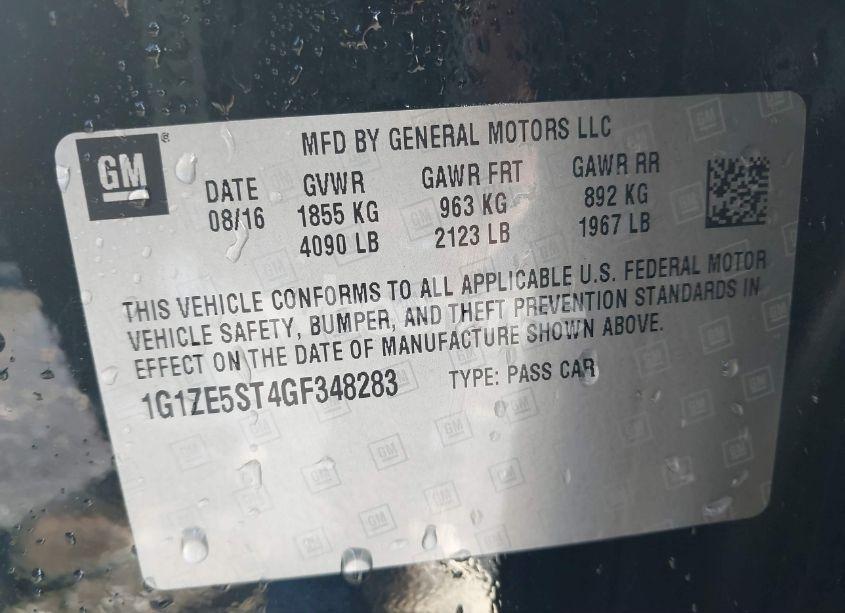 GM
MFD BY GENERAL MOTORS LLC
DATE GVWR GAWR FRT GAWR RR
08/16 1855 KG 963 KG 892 KG
4090 LB 2123 LB 1967 LB
THIS VEHICLE CONFORMS TO ALL APPLICABLE U.S. FEDERAL MOTOR
VEHICLE SAFETY, BUMPER, AND THEFT PREVENTION STANDARDS IN
EFFECT ON THE DATE OF MANUFACTURE SHOWN ABOVE.
1G1ZE5ST4GF348283 TYPE: PASS CAR